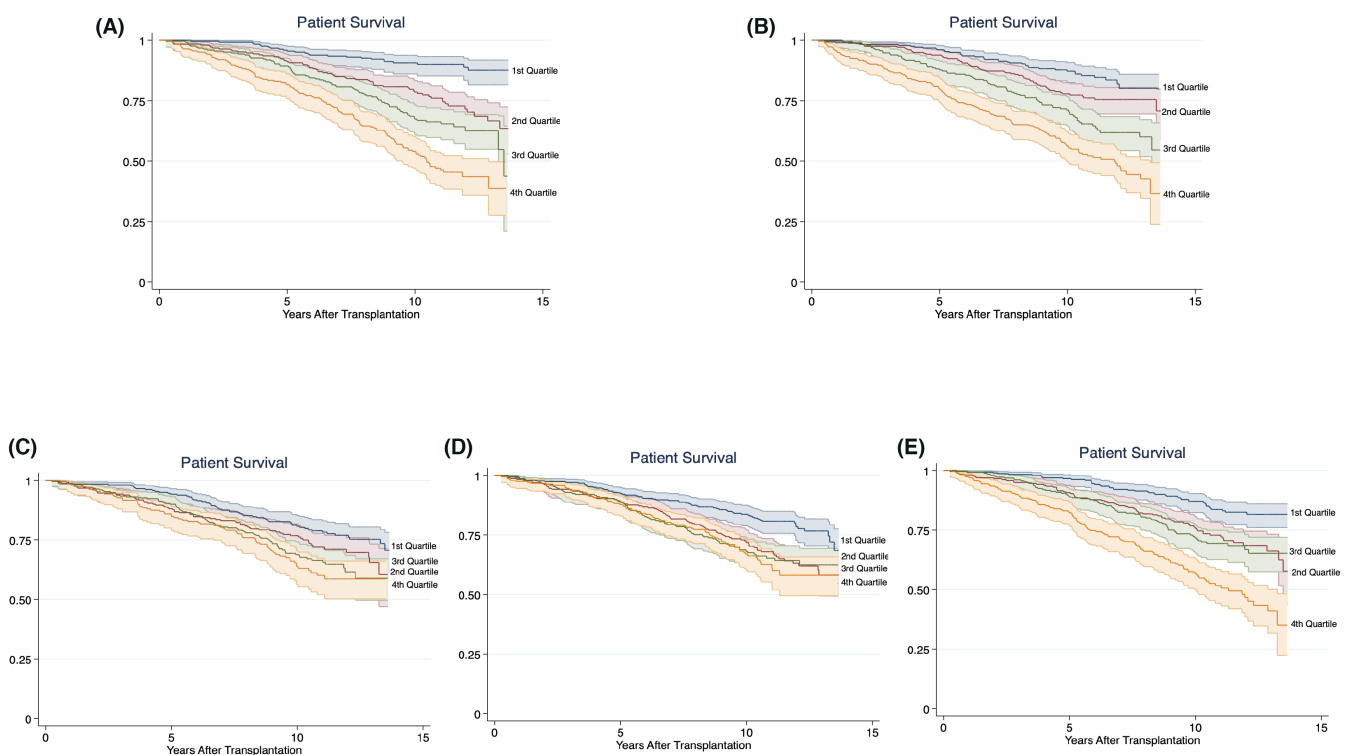 (A)
Patient Survival
1
0.75
0.50
0.25
0
0
5
10
15
Years After Transplantation
1st Quartile
2nd Quartile
3rd Quartile
4th Quartile
(B)
Patient Survival
1
0.75
0.50
0.25
0
0
5
10
15
Years After Transplantation
1st Quartile
2nd Quartile
3rd Quartile
4th Quartile
(C)
Patient Survival
1
0.75
0.50
0.25
0
0
5
10
15
Years After Transplantation
1st Quartile
3rd Quartile
2nd Quartile
4th Quartile
(D)
Patient Survival
1
0.75
0.50
0.25
0
0
5
10
15
Years After Transplantation
1st Quartile
2nd Quartile
3rd Quartile
4th Quartile
(E)
Patient Survival
1
0.75
0.50
0.25
0
0
5
10
15
Years After Transplantation
1st Quartile
3rd Quartile
2nd Quartile
4th Quartile